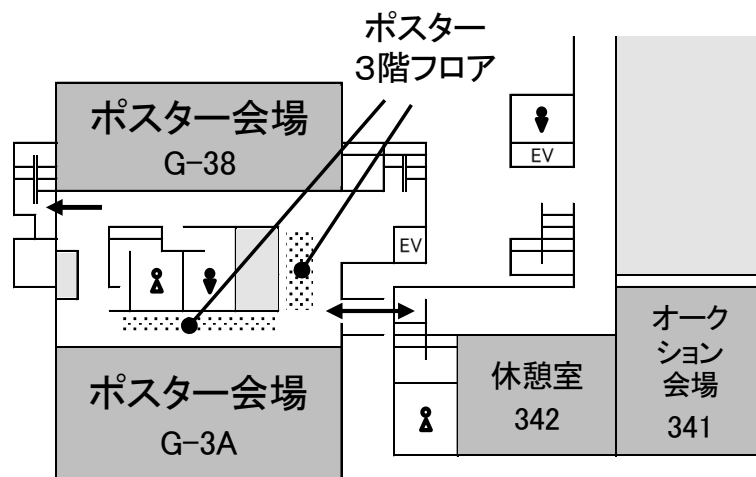 ポスター
３階フロア
ポスター会場
G-38
EV
EV
ポスター会場
G-3A
休憩室
342
オーク
ション
会場
341